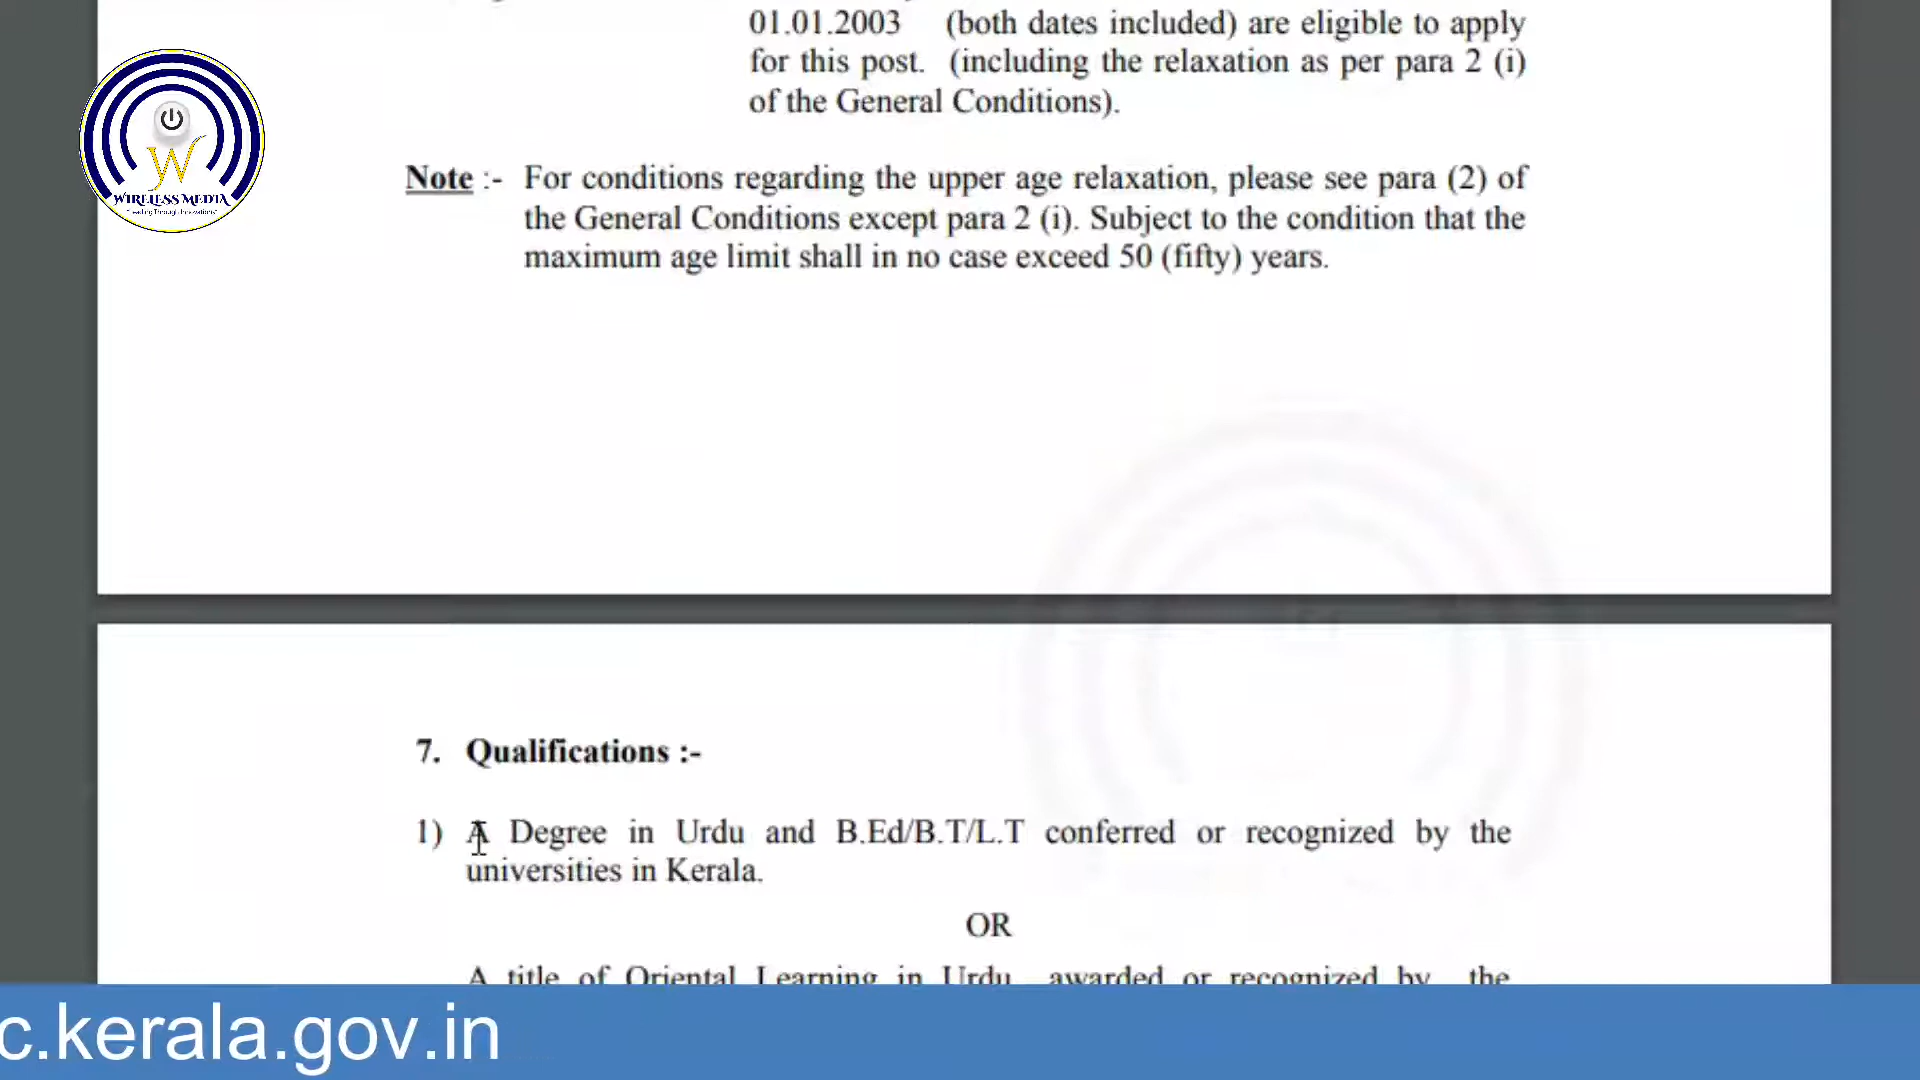 01.01.2003 (both dates included) are eligible to apply
for this post. (including the relaxation as per para 2 (i)
of the General Conditions).
W
WIRELESS MEDIA
"Leading Through Innovations"
Note :- For conditions regarding the upper age relaxation, please see para (2) of
the General Conditions except para 2 (i). Subject to the condition that the
maximum age limit shall in no case exceed 50 (fifty) years.
7. Qualifications :-
1) A Degree in Urdu and B.Ed/B.T/L.T conferred or recognized by the
universities in Kerala.
OR
A title of Oriental Learning in Urdu awarded or recognized by the
c.kerala.gov.in